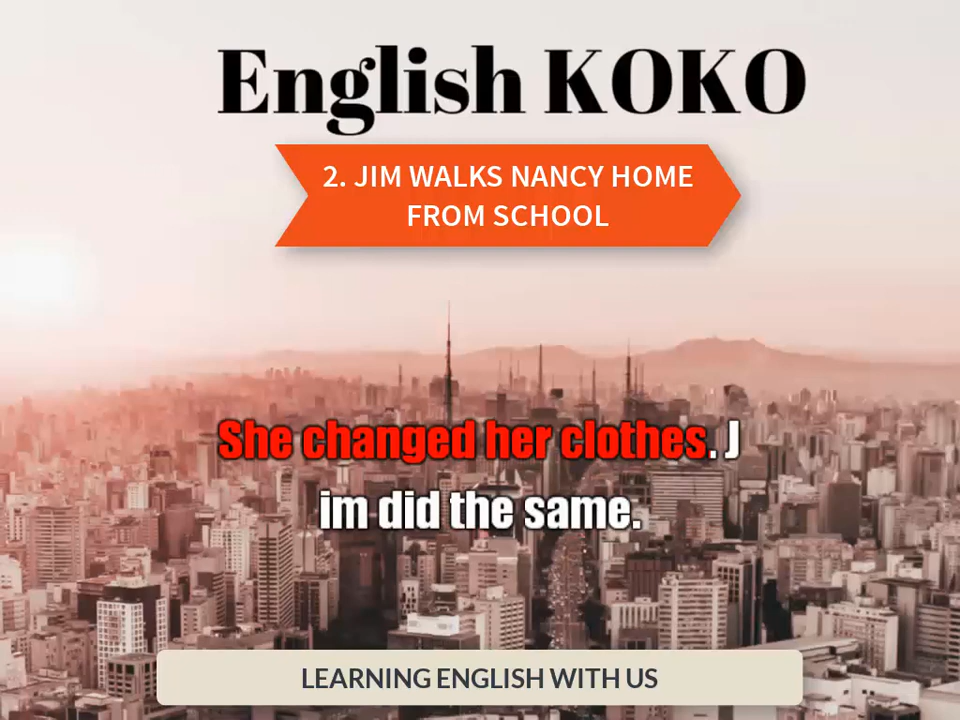 English KOKO
2. JIM WALKS NANCY HOME
FROM SCHOOL
She changed her clothes. J
im did the same.
LEARNING ENGLISH WITH US